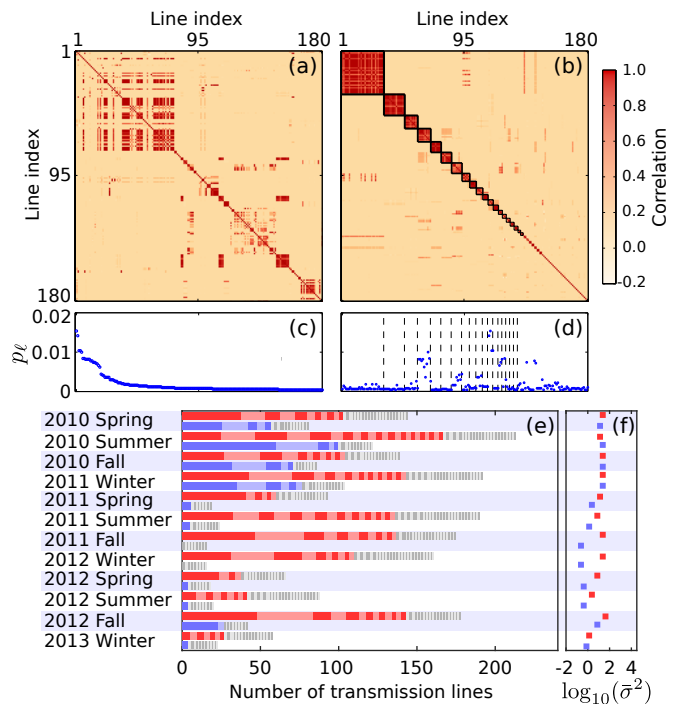 Line index Line index
1 95 180 1 95 180
1 (a) (b) 1.0
0.8
0.6
0.4
0.2
0.0
-0.2
Correlation
Line index
95
180
0.02 (c) (d)
0.01
0
pℓ
2010 Spring (e) (f)
2010 Summer
2010 Fall
2011 Winter
2011 Spring
2011 Summer
2011 Fall
2012 Winter
2012 Spring
2012 Summer
2012 Fall
2013 Winter
0 50 100 150 200 -2 0 2 4
Number of transmission lines log10(σ̄²)